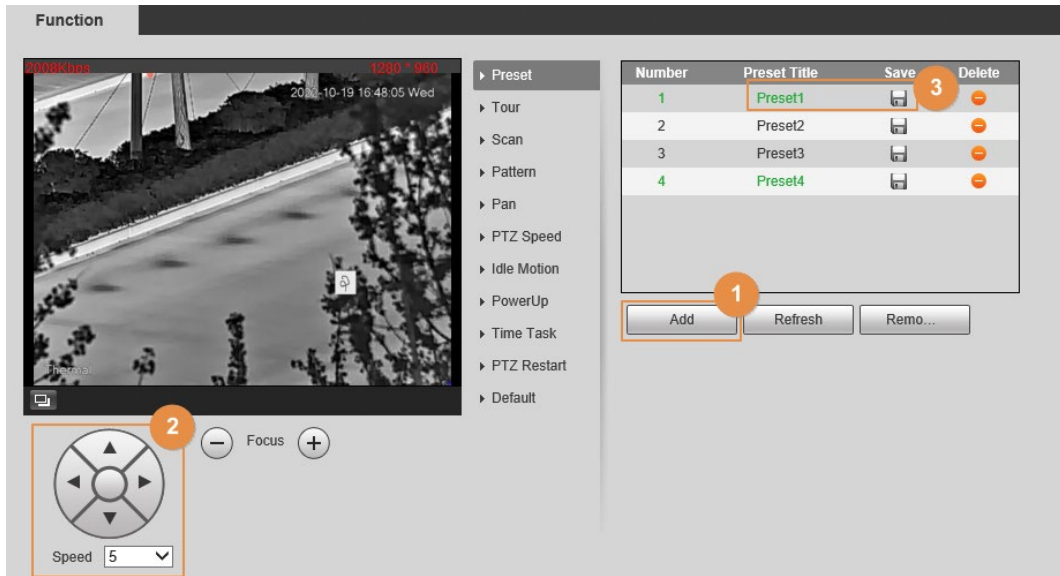 Function
2008Kbps 1280 * 960
2022-10-19 16:48:05 Wed
Thermal
Preset
Tour
Scan
Pattern
Pan
PTZ Speed
Idle Motion
PowerUp
Time Task
PTZ Restart
Default
Number Preset Title Save Delete
1 Preset1
2 Preset2
3 Preset3
4 Preset4
3
1
Add Refresh Remo...
2
Focus
Speed 5